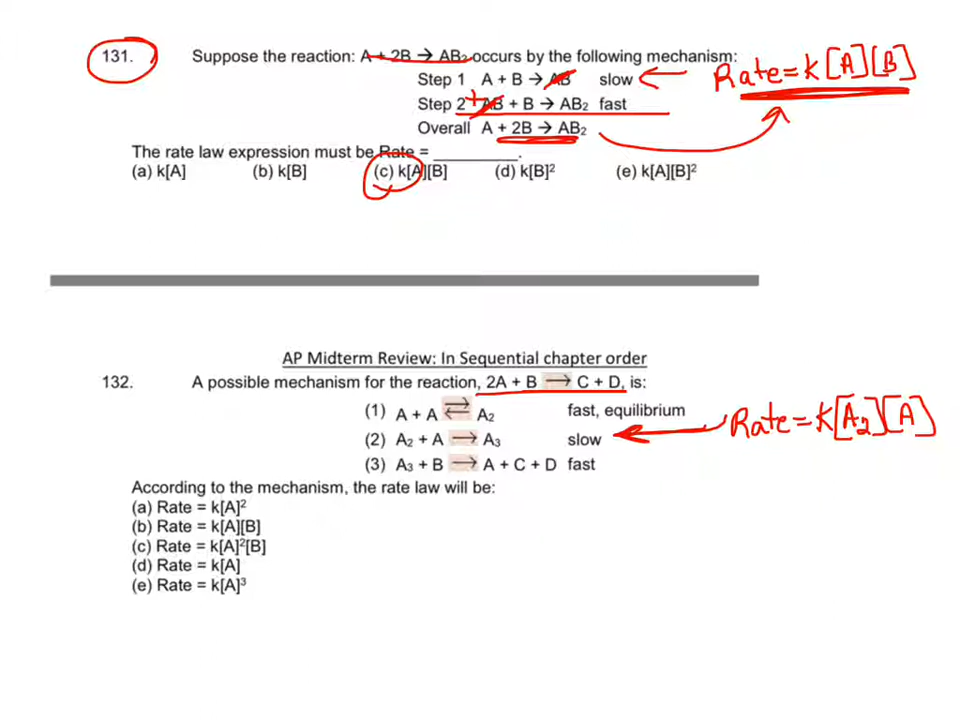 131. Suppose the reaction: A + 2B → AB₂ occurs by the following mechanism:
Step 1 A + B → AB slow ← Rate = k[A][B]
Step 2 + AB + B → AB₂ fast
Overall A + 2B → AB₂
The rate law expression must be Rate = ________.
(a) k[A] (b) k[B] (c) k[A][B] (d) k[B]² (e) k[A][B]²
AP Midterm Review: In Sequential chapter order
132. A possible mechanism for the reaction, 2A + B → C + D, is:
(1) A + A ⇄ A₂ fast, equilibrium
(2) A₂ + A → A₃ slow ← Rate = k[A₂][A]
(3) A₃ + B → A + C + D fast
According to the mechanism, the rate law will be:
(a) Rate = k[A]²
(b) Rate = k[A][B]
(c) Rate = k[A]²[B]
(d) Rate = k[A]
(e) Rate = k[A]³